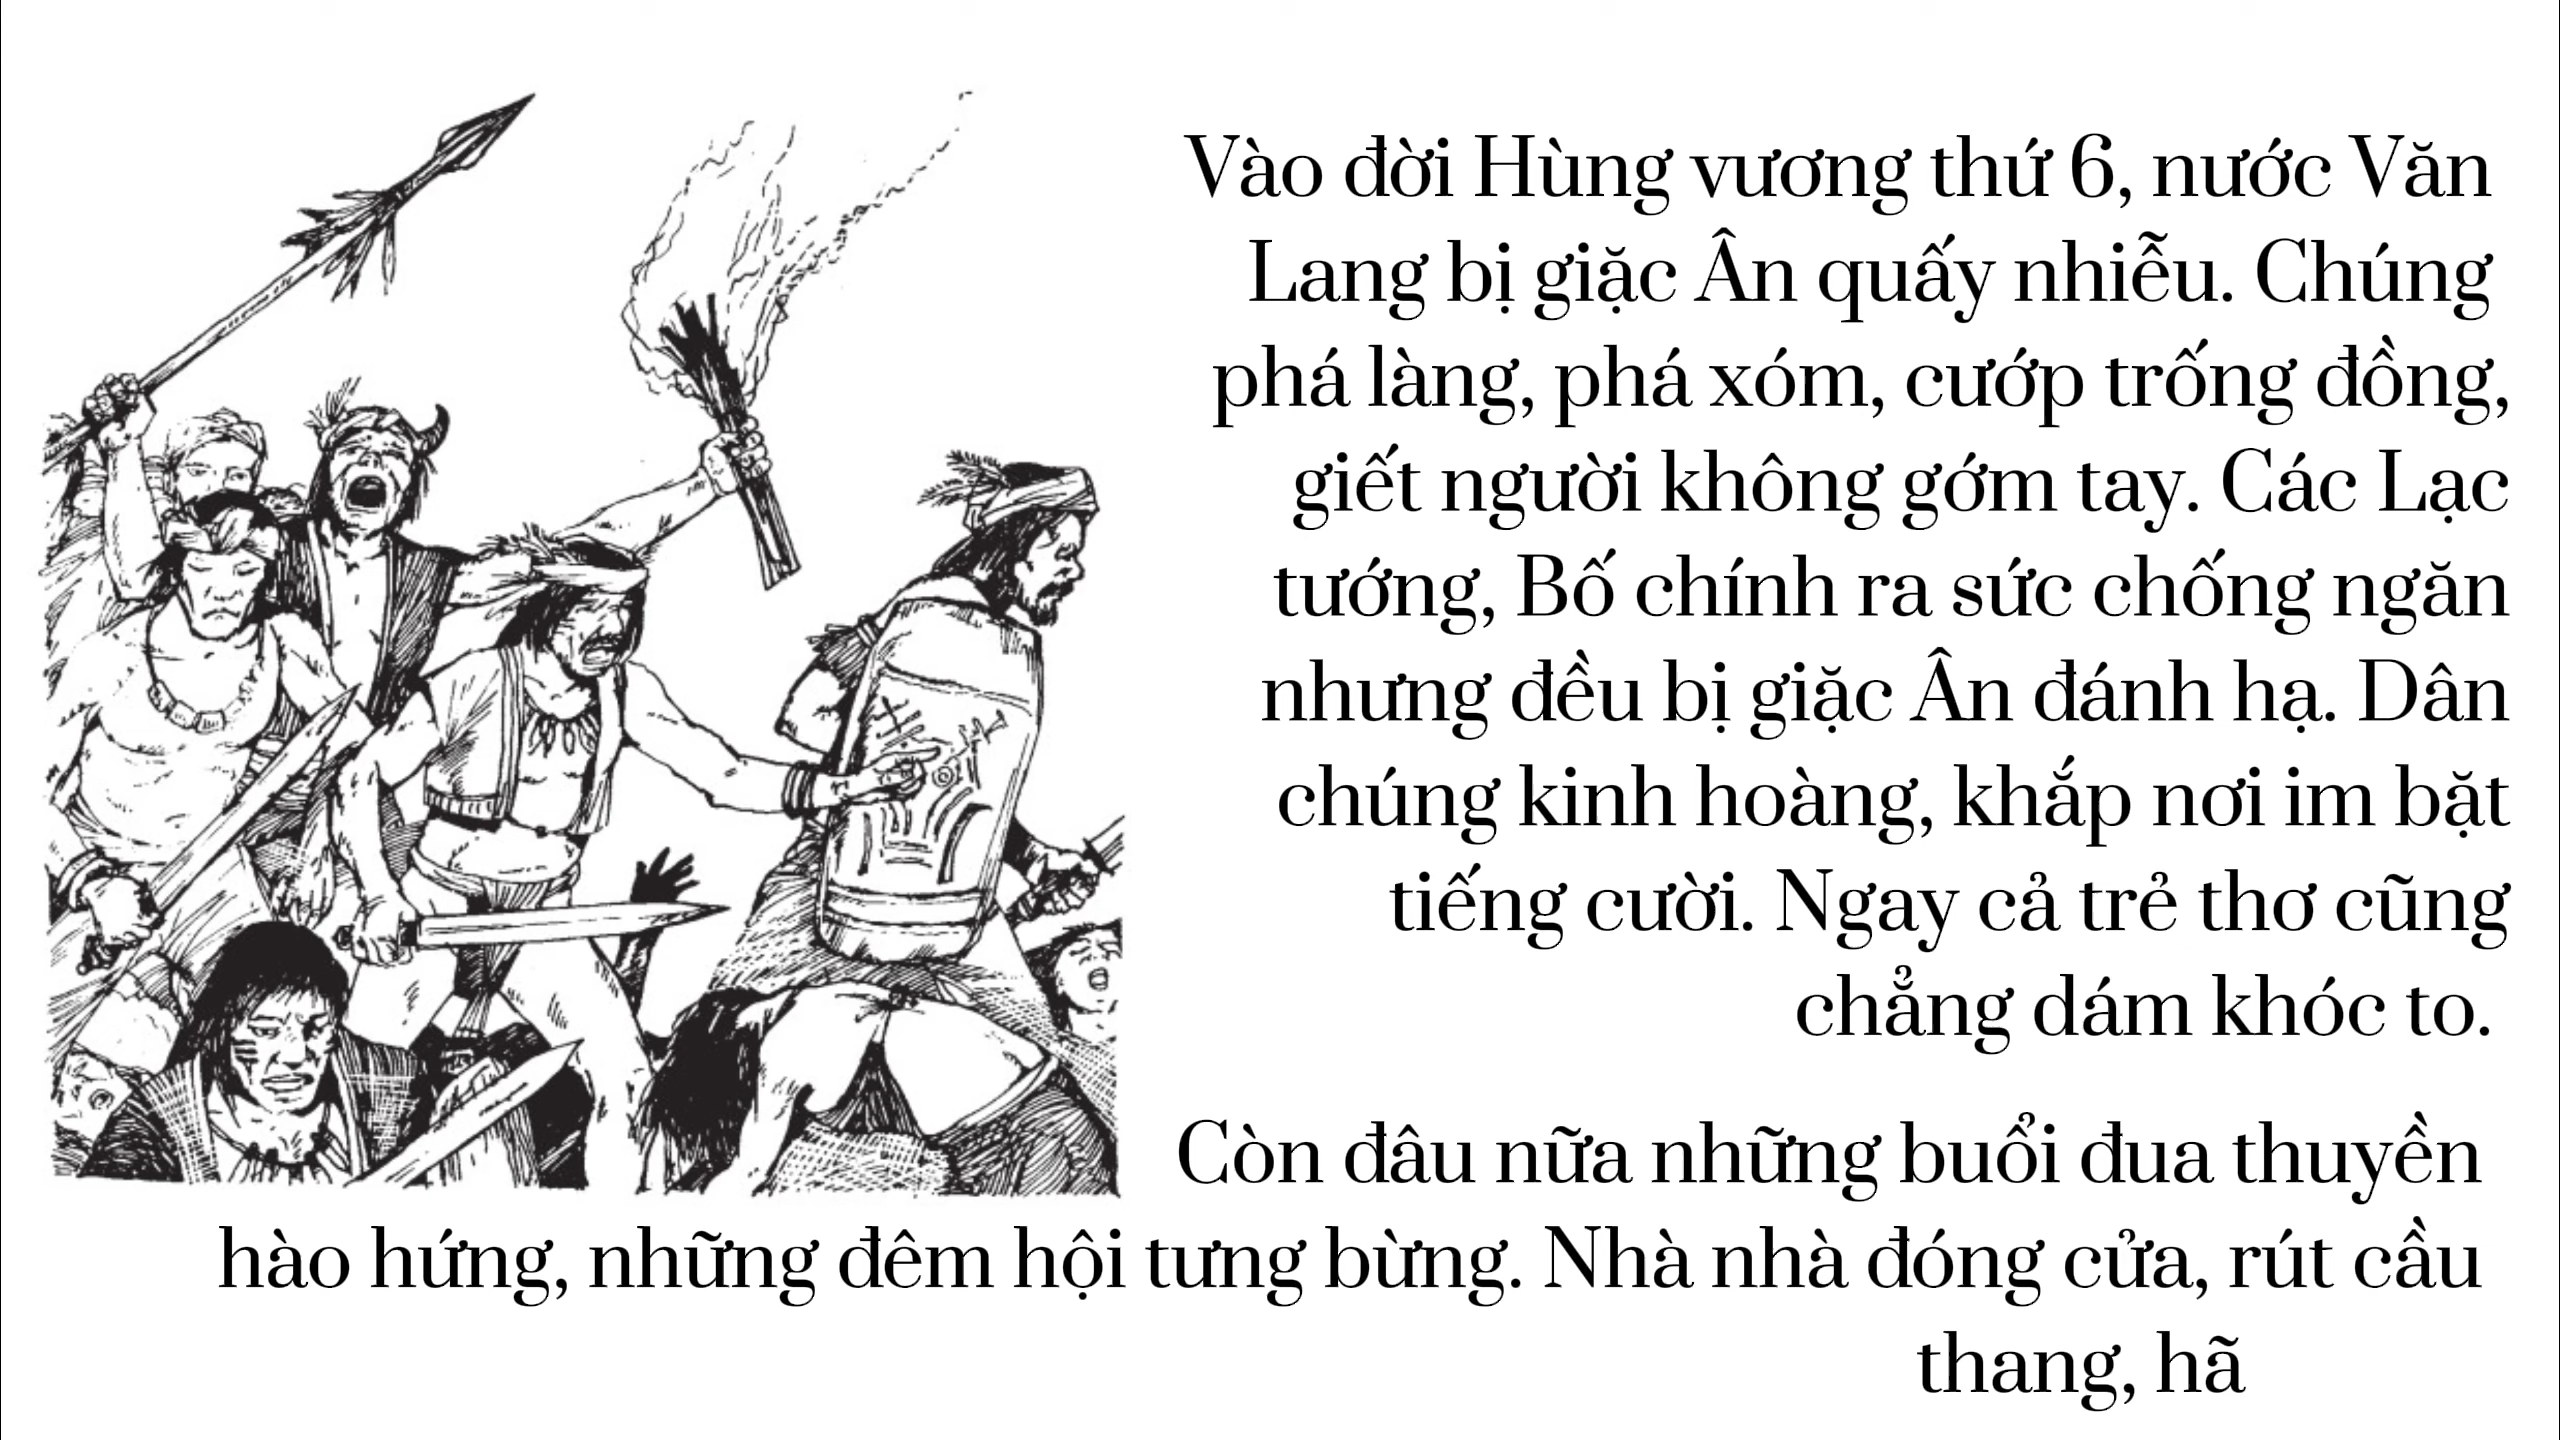 Vào đời Hùng vương thứ 6, nước Văn
Lang bị giặc Ân quấy nhiễu. Chúng
phá làng, phá xóm, cướp trống đồng,
giết người không gớm tay. Các Lạc
tướng, Bố chính ra sức chống ngăn
nhưng đều bị giặc Ân đánh hạ. Dân
chúng kinh hoàng, khắp nơi im bặt
tiếng cười. Ngay cả trẻ thơ cũng
chẳng dám khóc to.
Còn đâu nữa những buổi đua thuyền
hào hứng, những đêm hội tưng bừng. Nhà nhà đóng cửa, rút cầu
thang, hã